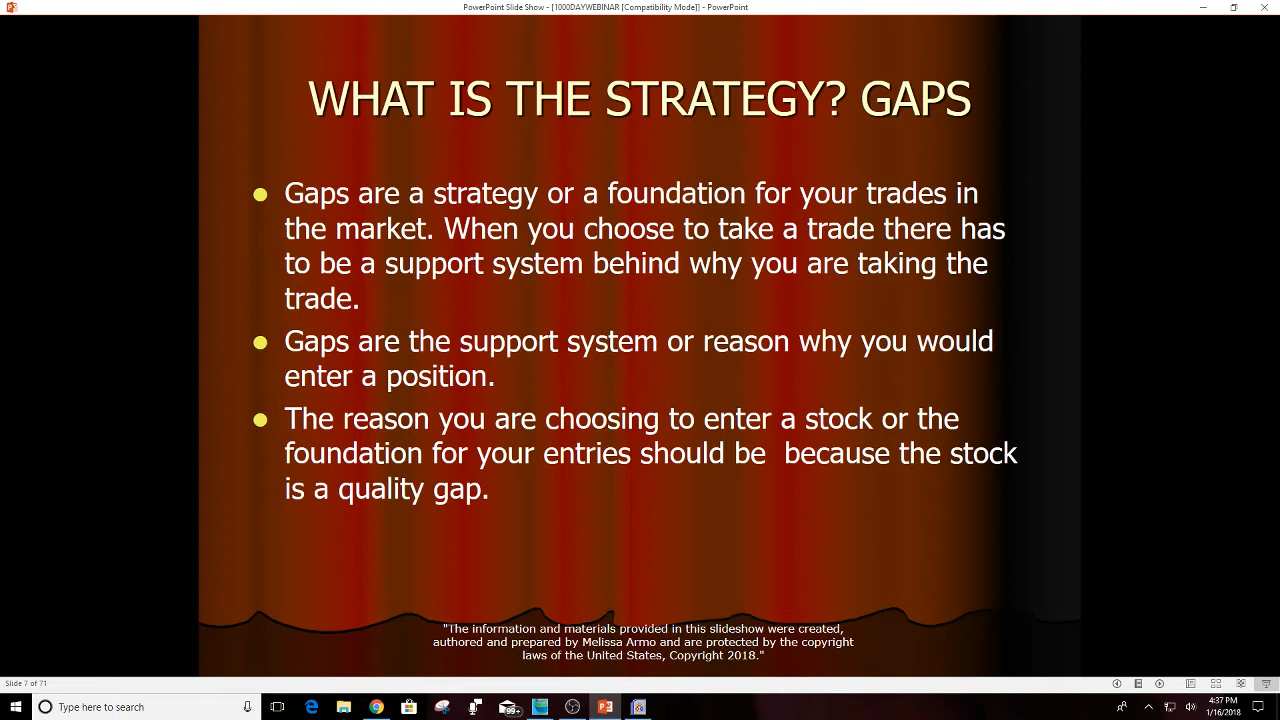 PowerPoint Slide Show - [1000DAYWEBINAR [Compatibility Mode]] - PowerPoint
WHAT IS THE STRATEGY? GAPS
Gaps are a strategy or a foundation for your trades in
the market. When you choose to take a trade there has
to be a support system behind why you are taking the
trade.
Gaps are the support system or reason why you would
enter a position.
The reason you are choosing to enter a stock or the
foundation for your entries should be  because the stock
is a quality gap.
"The information and materials provided in this slideshow were created,
authored and prepared by Melissa Armo and are protected by the copyright
laws of the United States, Copyright 2018."
Slide 7 of 71
Type here to search
99+
4:37 PM
1/16/2018